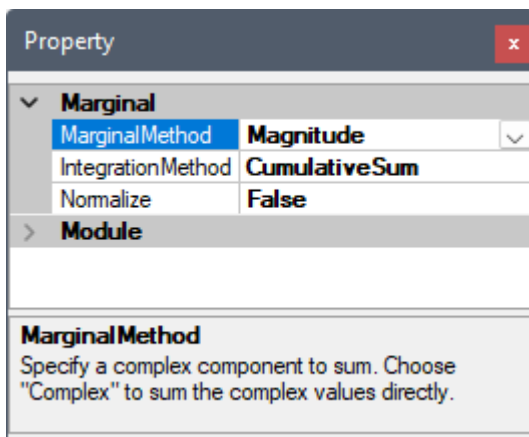 Property
x
Marginal
MarginalMethod Magnitude
IntegrationMethod CumulativeSum
Normalize False
Module
MarginalMethod
Specify a complex component to sum. Choose
"Complex" to sum the complex values directly.